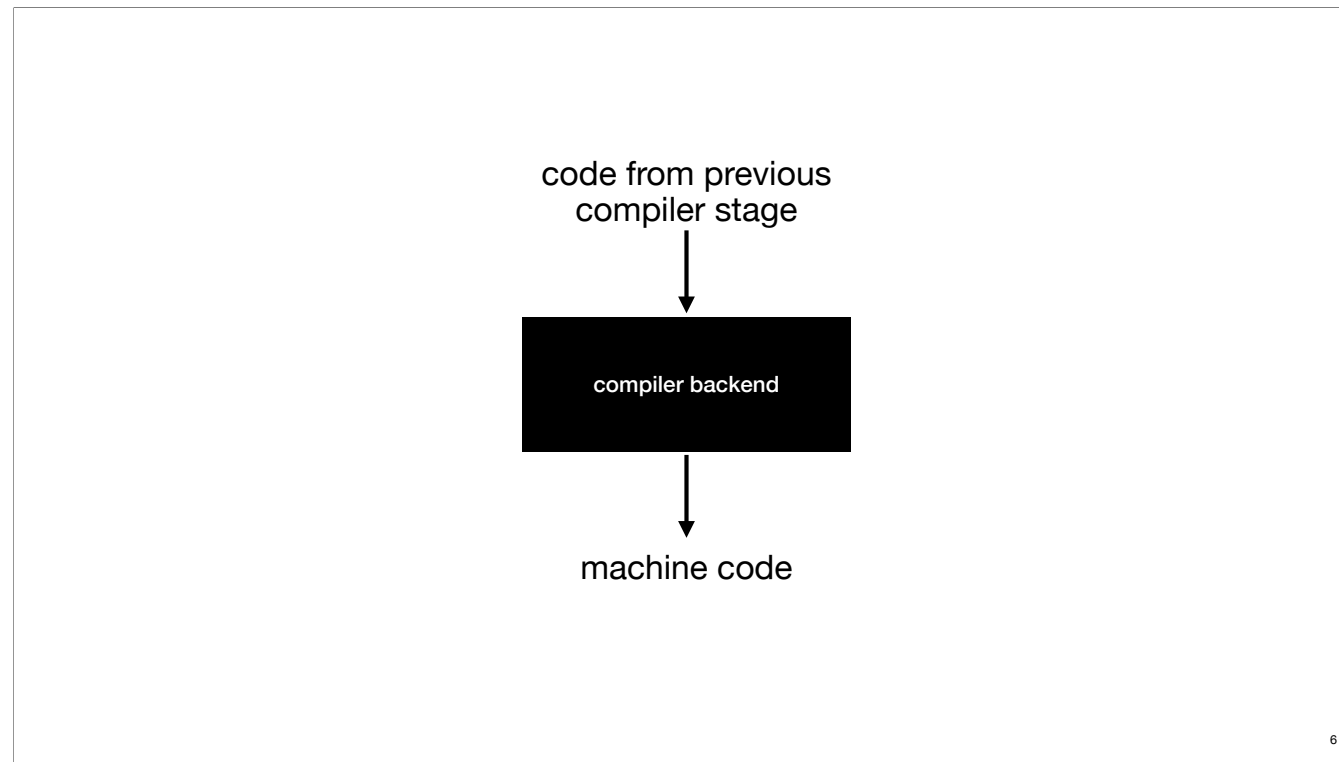 code from previous
compiler stage
compiler backend
machine code
6